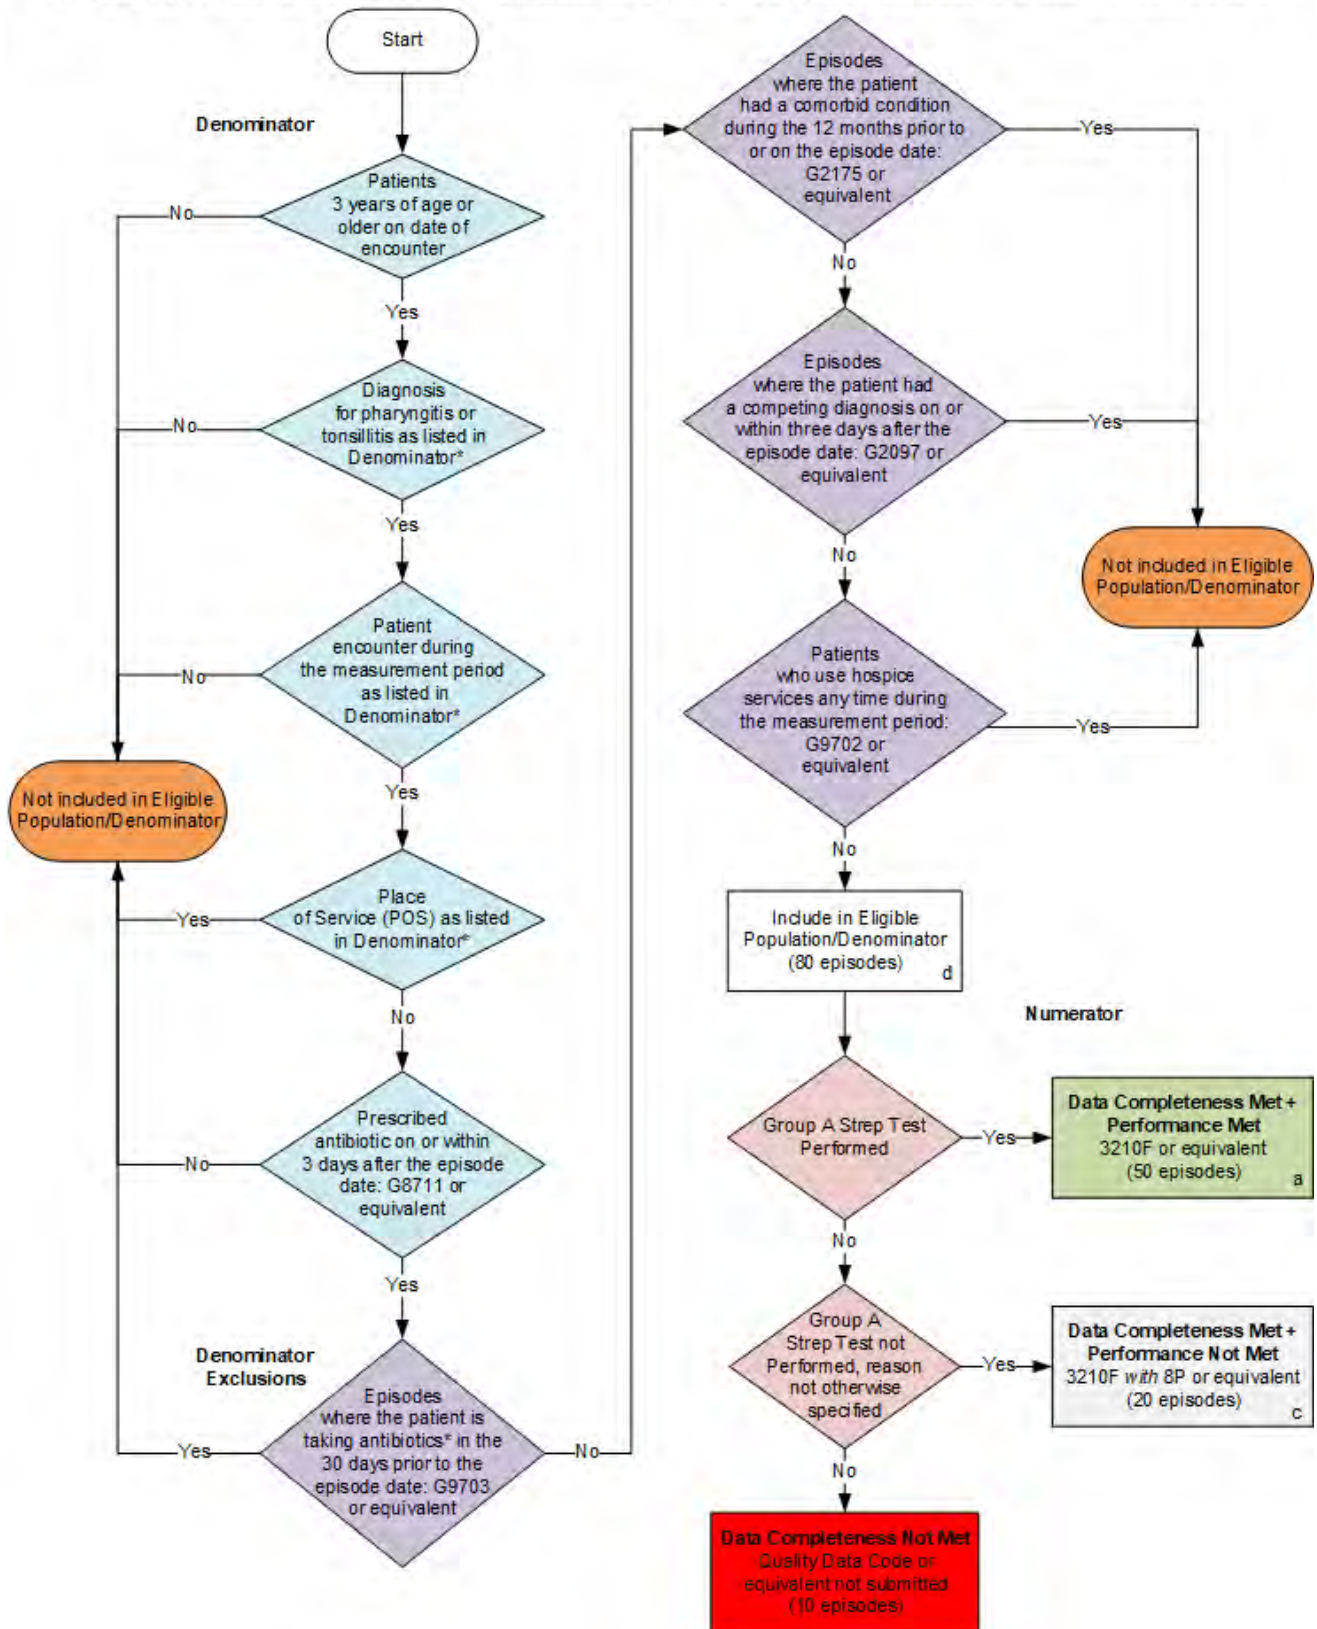 Start
Denominator
Patients
3 years of age or
older on date of
encounter
No
Yes
Diagnosis
for pharyngitis or
tonsillitis as listed in
Denominator*
No
Yes
Patient
encounter during
the measurement period
as listed in
Denominator*
No
Yes
Not included in Eligible
Population/Denominator
Place
of Service (POS) as listed
in Denominator*
Yes
No
Prescribed
antibiotic on or within
3 days after the episode
date: G8711 or
equivalent
No
Yes
Denominator
Exclusions
Episodes
where the patient is
taking antibiotics* in the
30 days prior to the
episode date: G9703
or equivalent
Yes
No
Episodes
where the patient
had a comorbid condition
during the 12 months prior to
or on the episode date:
G2175 or
equivalent
Yes
No
Episodes
where the patient had
a competing diagnosis on or
within three days after the
episode date: G2097 or
equivalent
Yes
No
Not included in Eligible
Population/Denominator
Patients
who use hospice
services any time during
the measurement period:
G9702 or
equivalent
Yes
No
Include in Eligible
Population/Denominator
(80 episodes)
d
Numerator
Group A Strep Test
Performed
Yes
Data Completeness Met +
Performance Met
3210F or equivalent
(50 episodes)
a
No
Group A
Strep Test not
Performed, reason
not otherwise
specified
Yes
Data Completeness Met +
Performance Not Met
3210F with 8P or equivalent
(20 episodes)
c
No
Data Completeness Not Met
Quality Data Code or
equivalent not submitted
(10 episodes)